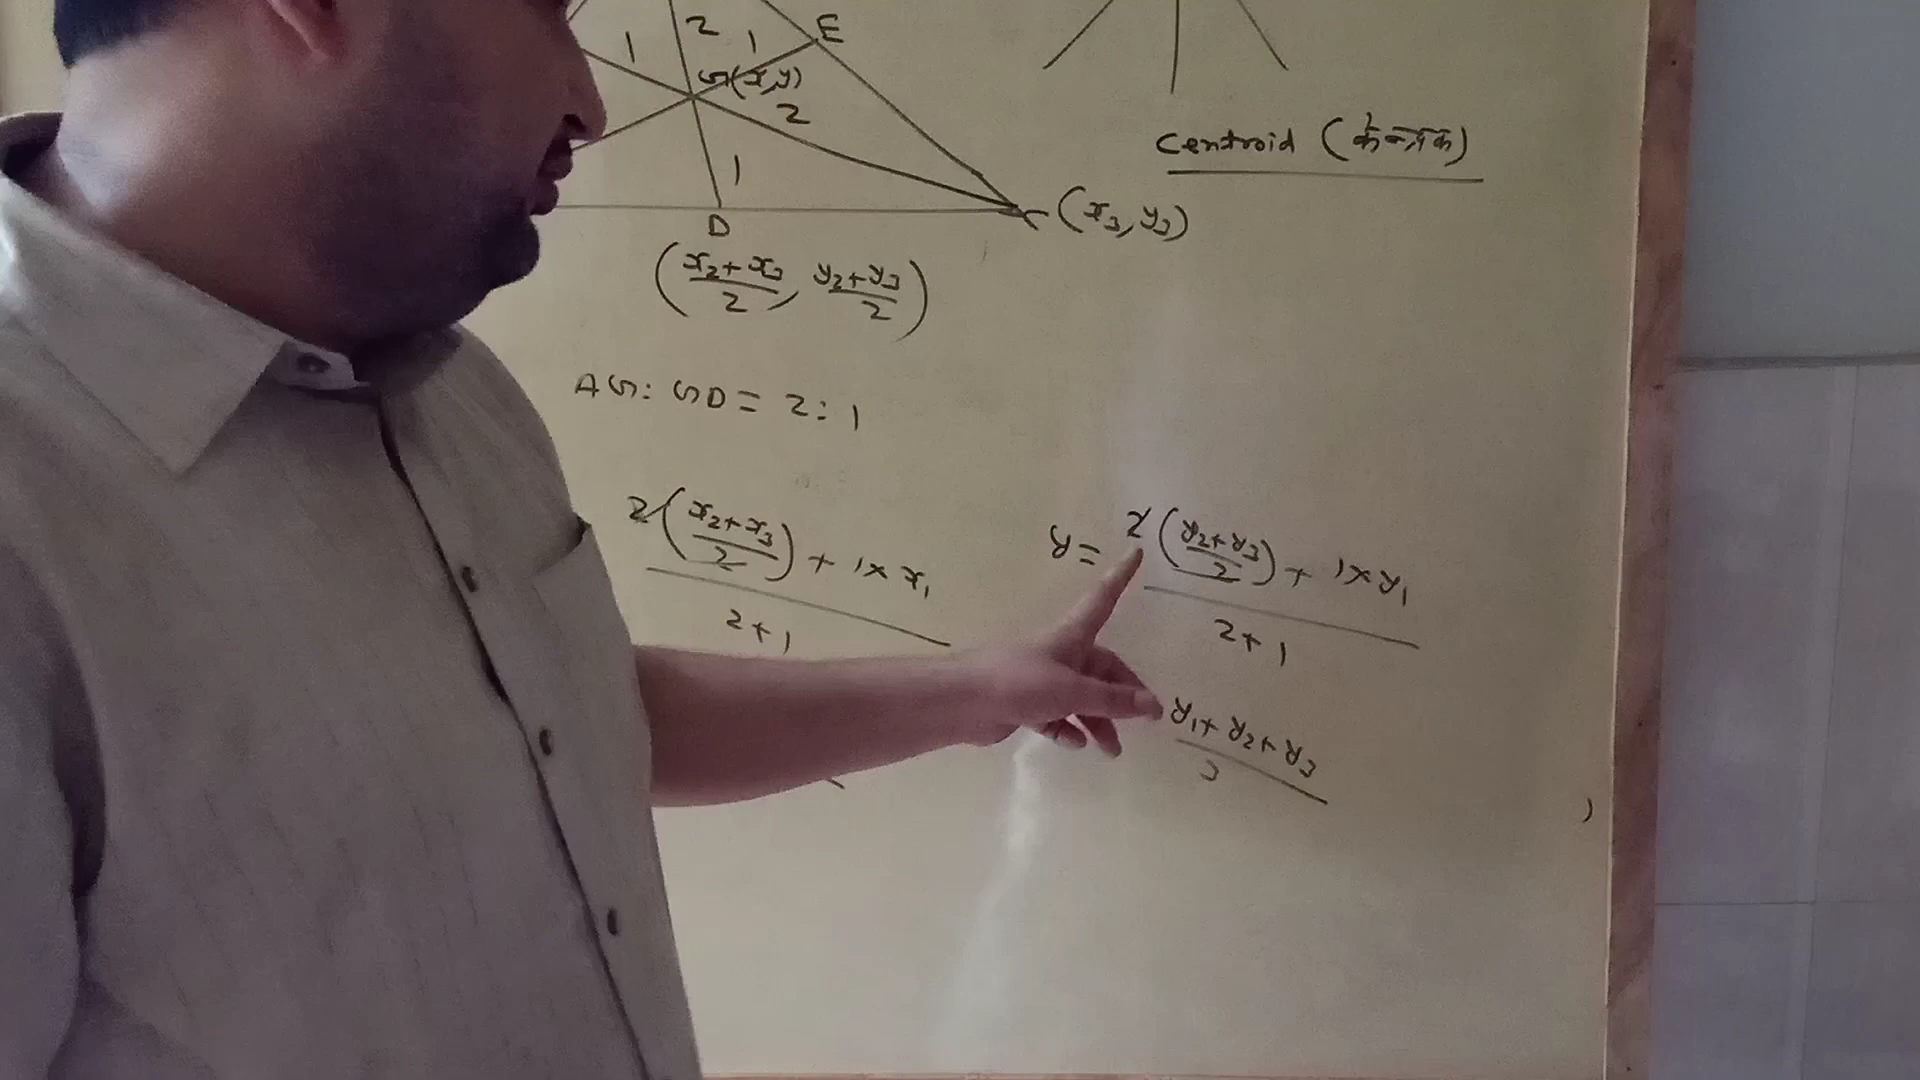 2 1 E
1
G(x,y)
2
1
Centroid (केन्द्रक)
D C (x₃, y₃)
(x₂+x₃/2, y₂+y₃/2)
AG: GD = 2:1
2(x₂+x₃/2) + 1×x₁ / 2+1
y = 2(y₂+y₃/2) + 1×y₁ / 2+1
y₁+y₂+y₃ / 3